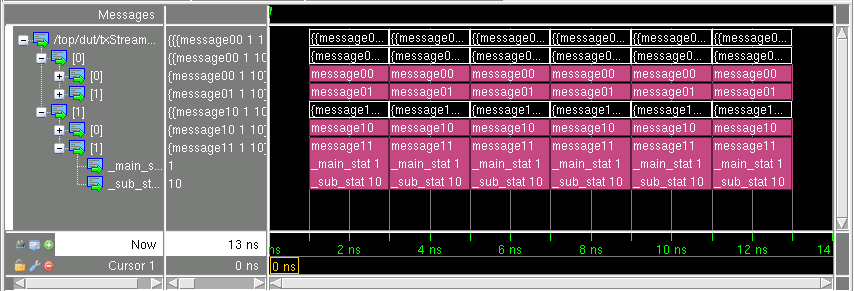 Messages
/top/dut/txStream... {{{message00 1 1 {{message0... {{message0... {{message0... {{message0... {{message0... {{message0...
[0] {{message00 1 10} {{message0... {{message0... {{message0... {{message0... {{message0... {{message0...
[0] {message00 1 10} message00 message00 message00 message00 message00 message00
[1] {message01 1 10} message01 message01 message01 message01 message01 message01
[1] {{message10 1 10} {message1... {message1... {message1... {message1... {message1... {message1...
[0] {message10 1 10} message10 message10 message10 message10 message10 message10
[1] {message11 1 10} message11 message11 message11 message11 message11 message11
_main_s... 1 _main_stat 1 _main_stat 1 _main_stat 1 _main_stat 1 _main_stat 1 _main_stat 1
_sub_st... 10 _sub_stat 10 _sub_stat 10 _sub_stat 10 _sub_stat 10 _sub_stat 10 _sub_stat 10
Now 13 ns ns 2 ns 4 ns 6 ns 8 ns 10 ns 12 ns 14
Cursor 1 0 ns 0 ns